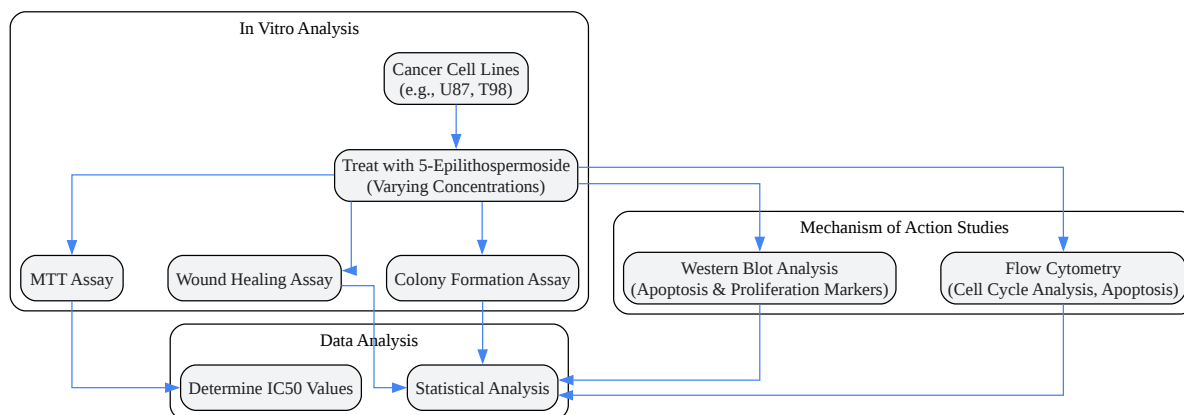 In Vitro Analysis
Cancer Cell Lines
(e.g., U87, T98)
Treat with 5-Epilithospermoside
(Varying Concentrations)
Mechanism of Action Studies
MTT Assay
Wound Healing Assay
Colony Formation Assay
Western Blot Analysis
(Apoptosis & Proliferation Markers)
Flow Cytometry
(Cell Cycle Analysis, Apoptosis)
Data Analysis
Determine IC50 Values
Statistical Analysis